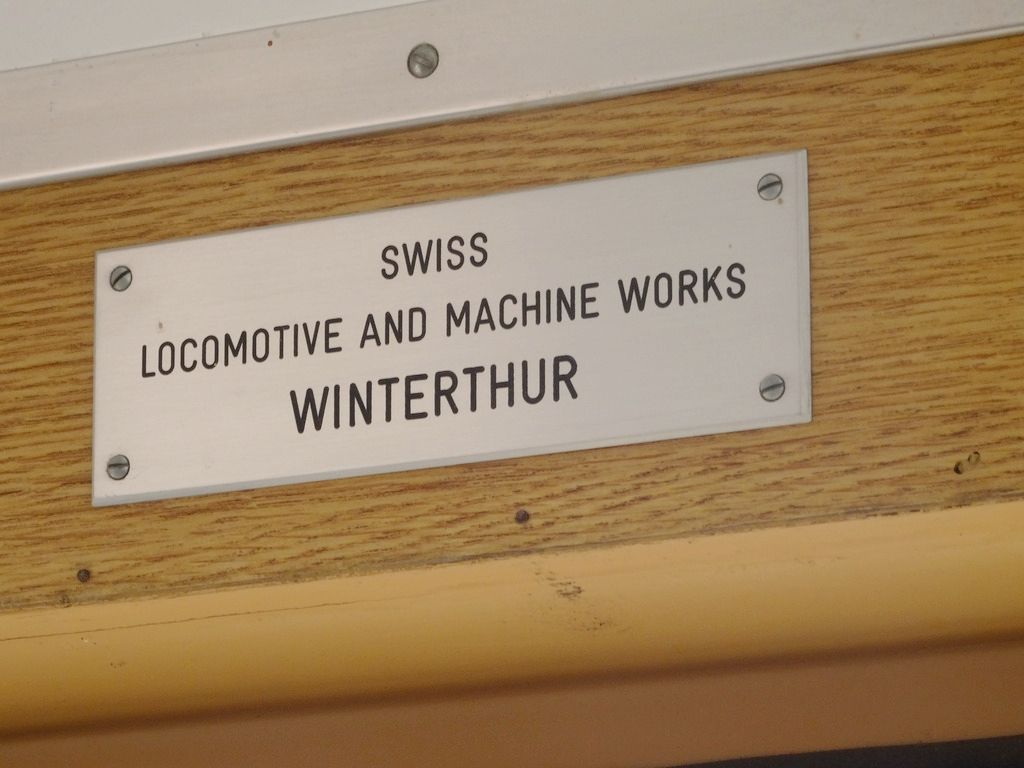 SWISS
LOCOMOTIVE AND MACHINE WORKS
WINTERTHUR